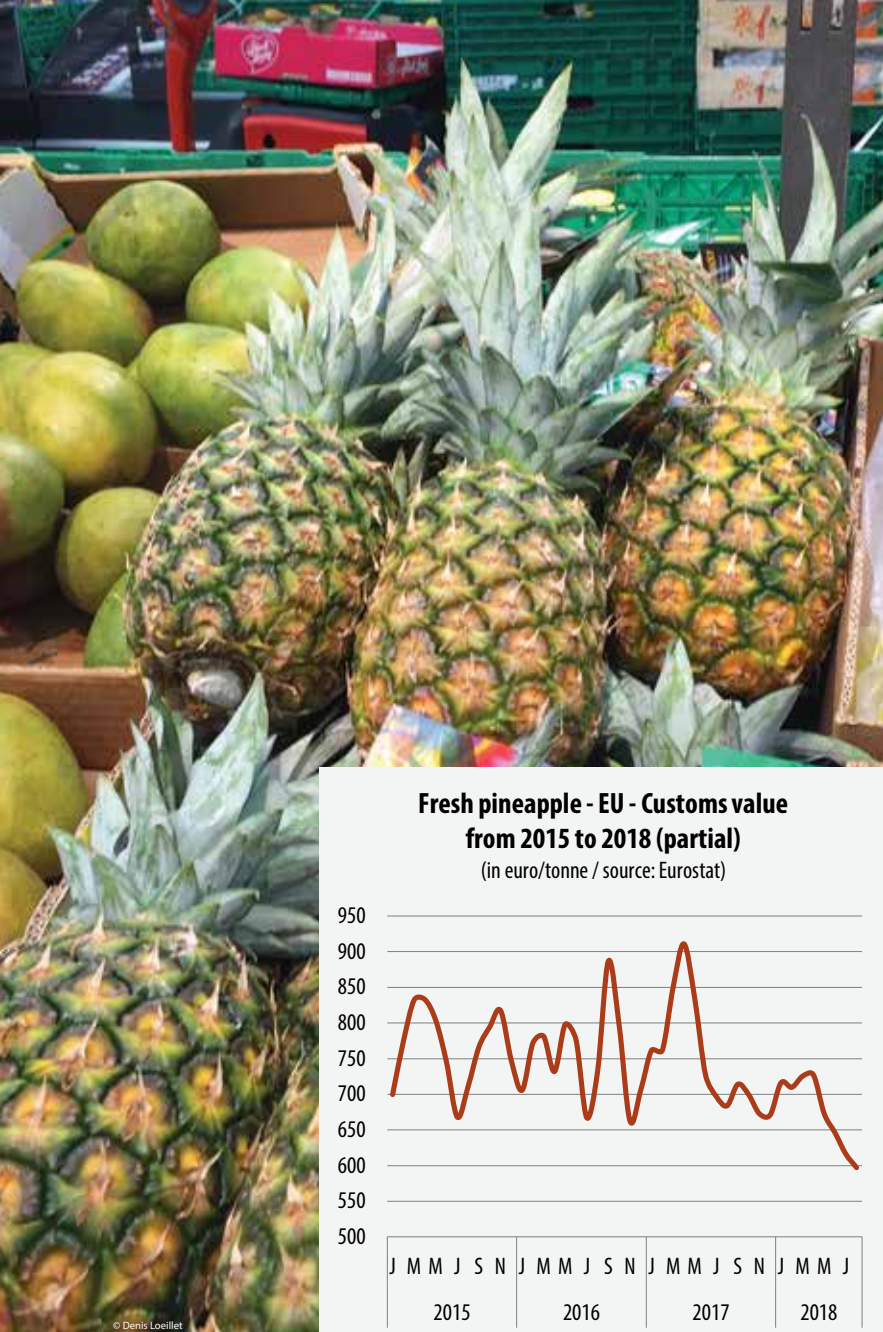 Fresh pineapple - EU - Customs value
from 2015 to 2018 (partial)
(in euro/tonne / source: Eurostat)
950
900
850
800
750
700
650
600
550
500
J M M J S N J M M J S N J M M J S N J M M J
2015 2016 2017 2018
© Denis Loeillet